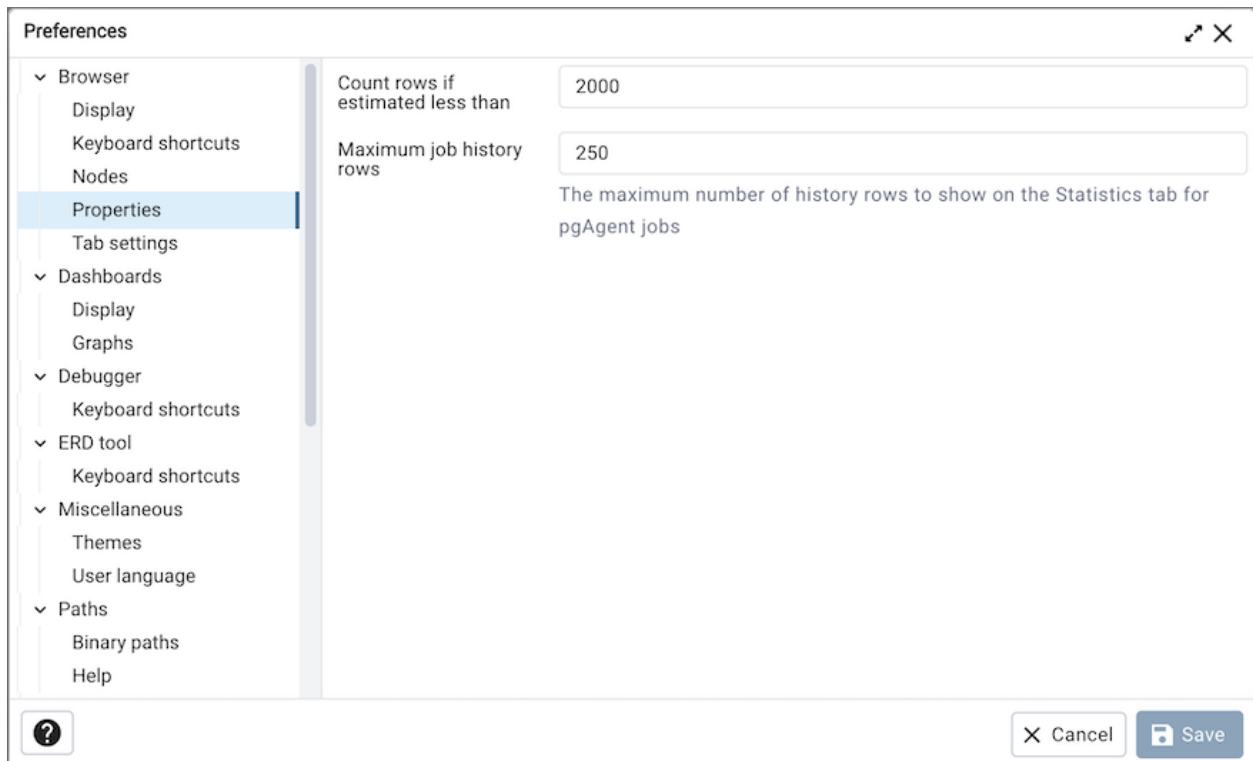 Preferences
Browser
Display
Keyboard shortcuts
Nodes
Properties
Tab settings
Dashboards
Display
Graphs
Debugger
Keyboard shortcuts
ERD tool
Keyboard shortcuts
Miscellaneous
Themes
User language
Paths
Binary paths
Help
Count rows if
estimated less than
2000
Maximum job history
rows
250
The maximum number of history rows to show on the Statistics tab for
pgAgent jobs
?
Cancel
Save